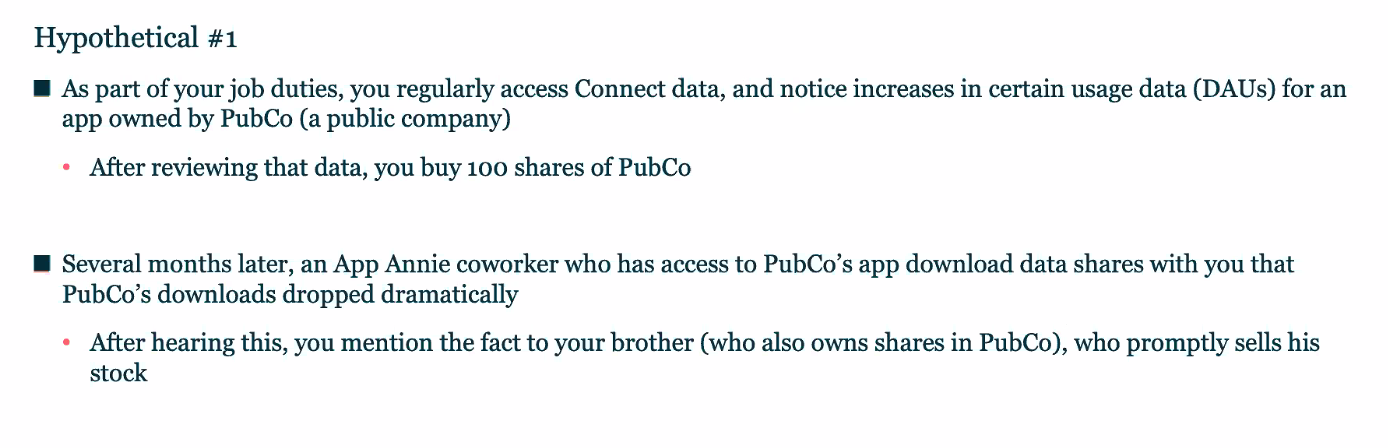 Hypothetical #1
■ As part of your job duties, you regularly access Connect data, and notice increases in certain usage data (DAUs) for an
app owned by PubCo (a public company)
• After reviewing that data, you buy 100 shares of PubCo
■ Several months later, an App Annie coworker who has access to PubCo's app download data shares with you that
PubCo's downloads dropped dramatically
• After hearing this, you mention the fact to your brother (who also owns shares in PubCo), who promptly sells his
stock